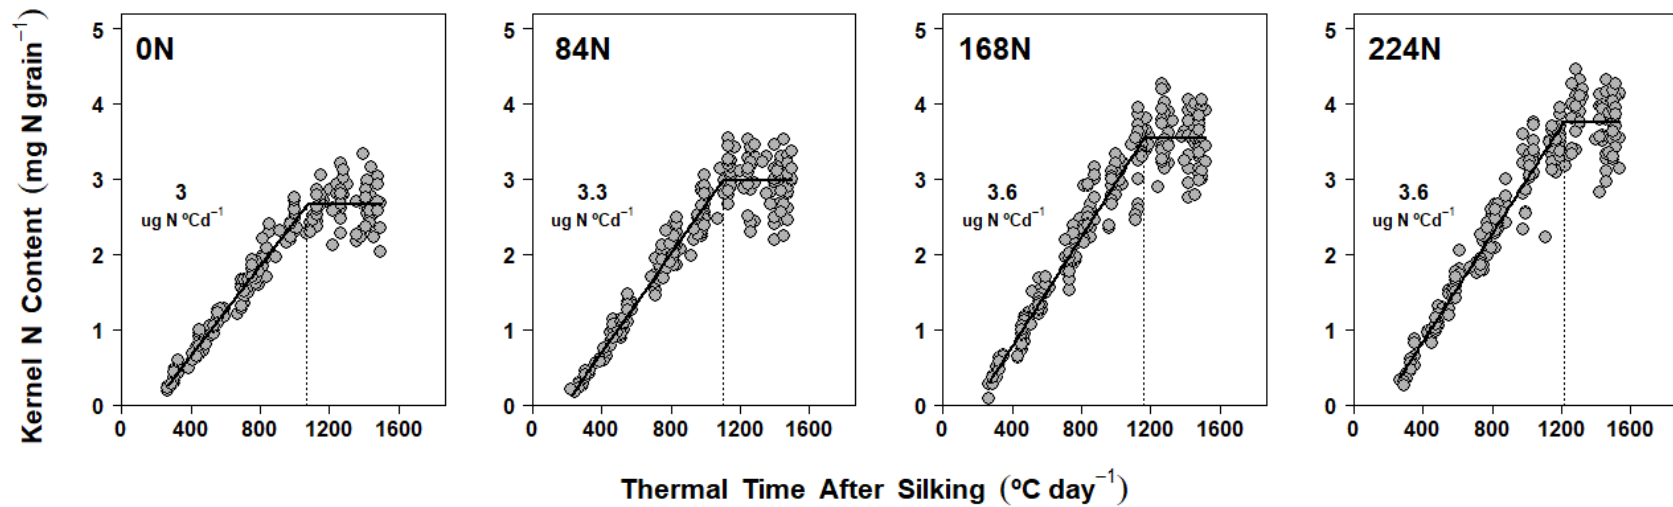 Kernel N Content (mg N grain⁻¹)
0N
5
4
3
2
1
0
3
ug N ºCd⁻¹
0 400 800 1200 1600
84N
5
4
3
2
1
0
3.3
ug N ºCd⁻¹
0 400 800 1200 1600
168N
5
4
3
2
1
0
3.6
ug N ºCd⁻¹
0 400 800 1200 1600
224N
5
4
3
2
1
0
3.6
ug N ºCd⁻¹
0 400 800 1200 1600
Thermal Time After Silking (ºC day⁻¹)